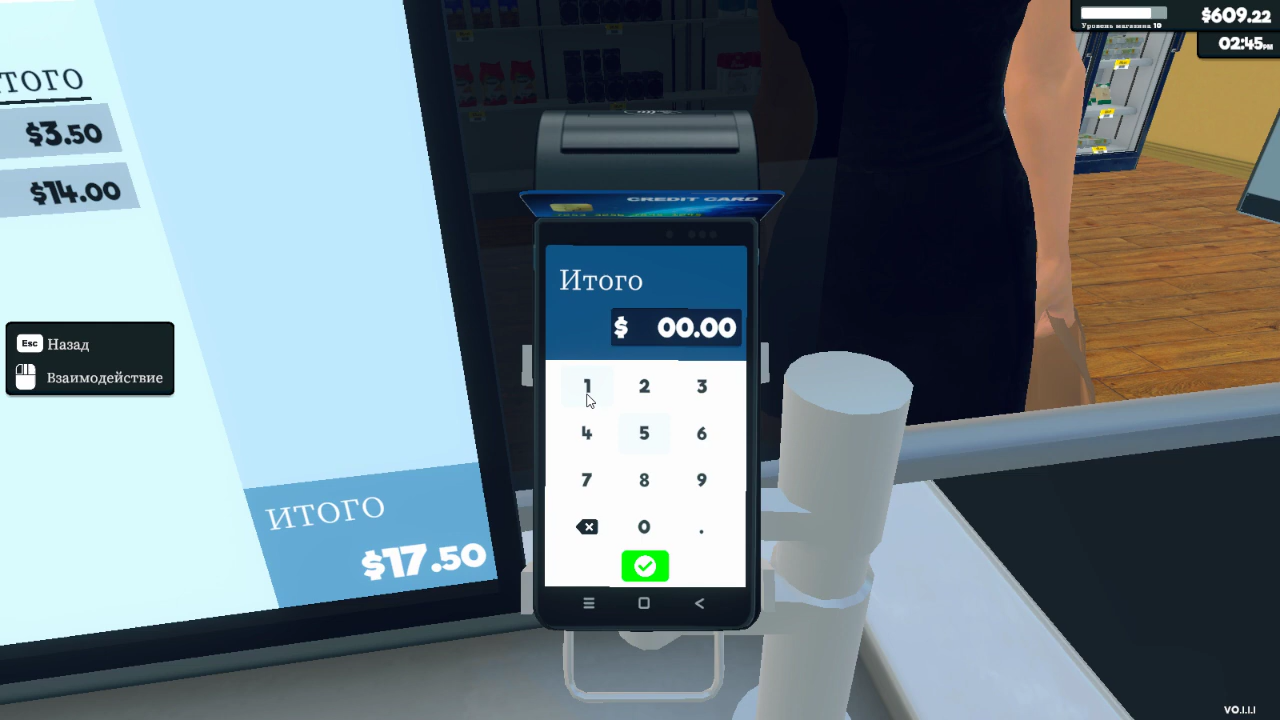 $609.22
Уровень магазина 10
02:45PM
ИТОГО
$3.50
$14.00
CREDIT CARD
Итого
$ 00.00
Esc Назад
Взаимодействие
1 2 3
4 5 6
7 8 9
0 .
ИТОГО
$17.50
V0.1.1.1